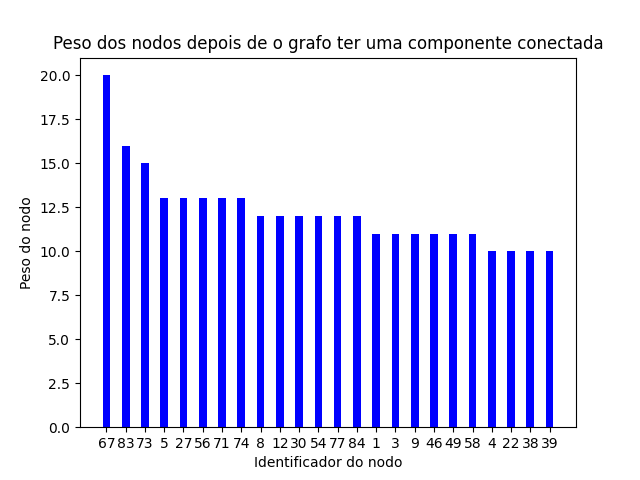 Peso dos nodos depois de o grafo ter uma componente conectada
20.0
17.5
15.0
12.5
10.0
7.5
5.0
2.5
0.0
Peso do nodo
67 83 73 5 27 56 71 74 8 12 30 54 77 84 1 3 9 46 49 58 4 22 38 39
Identificador do nodo